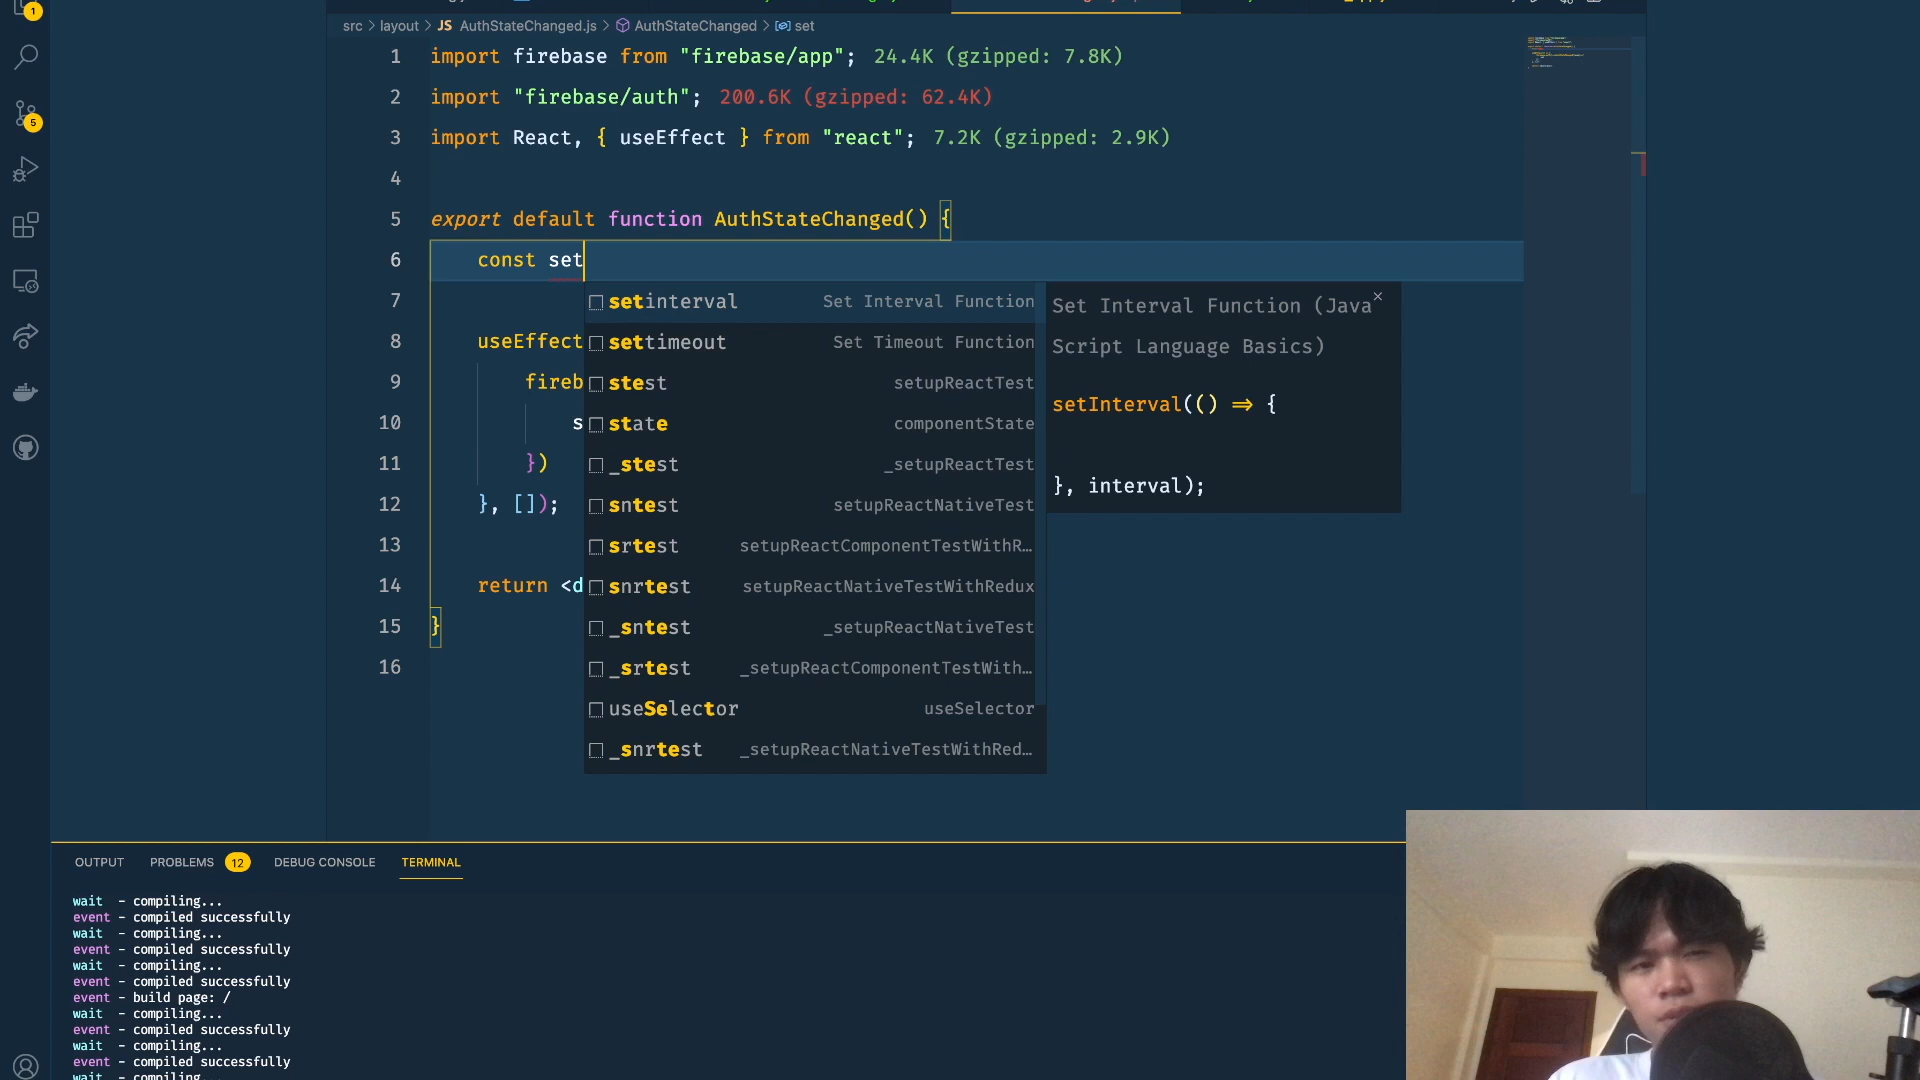 1
5
src > layout > JS AuthStateChanged.js > AuthStateChanged > set
1 import firebase from "firebase/app"; 24.4K (gzipped: 7.8K)
2 import "firebase/auth"; 200.6K (gzipped: 62.4K)
3 import React, { useEffect } from "react"; 7.2K (gzipped: 2.9K)
4
5 export default function AuthStateChanged() {
6 const set
7
8 useEffect
9 fireb
10 s
11 })
12 }, []);
13
14 return <d
15 }
16
setinterval Set Interval Function
settimeout Set Timeout Function
stest setupReactTest
state componentState
_stest _setupReactTest
sntest setupReactNativeTest
srtest setupReactComponentTestWithR…
snrtest setupReactNativeTestWithRedux
_sntest _setupReactNativeTest
_srtest _setupReactComponentTestWith…
useSelector useSelector
_snrtest _setupReactNativeTestWithRed…
Set Interval Function (Java
Script Language Basics)
setInterval(() => {
}, interval);
OUTPUT PROBLEMS 12 DEBUG CONSOLE TERMINAL
wait - compiling...
event - compiled successfully
wait - compiling...
event - compiled successfully
wait - compiling...
event - compiled successfully
event - build page: /
wait - compiling...
event - compiled successfully
wait - compiling...
event - compiled successfully
wait - compiling...